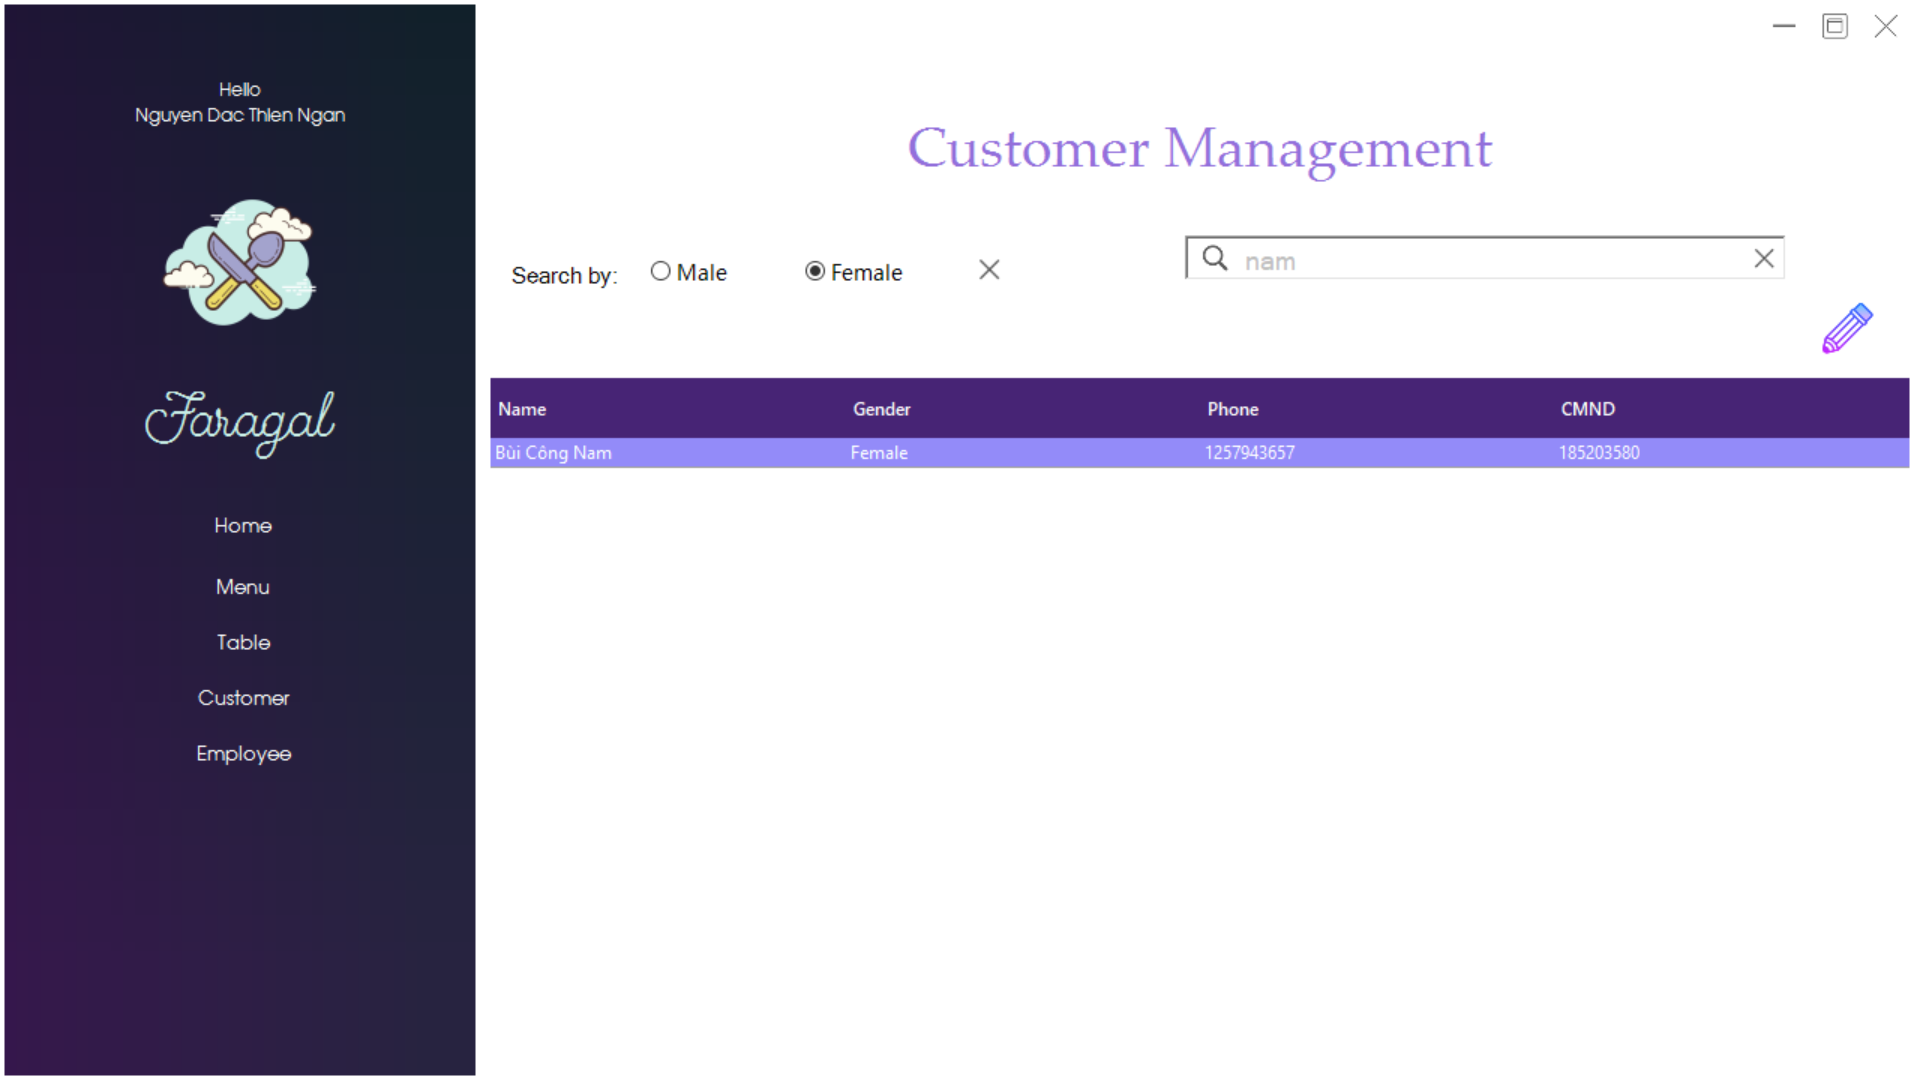 Hello
Nguyen Dac Thien Ngan
Faragal
Home
Menu
Table
Customer
Employee
Customer Management
Search by: Male Female
nam
Name Gender Phone CMND
Bùi Công Nam Female 1257943657 185203580